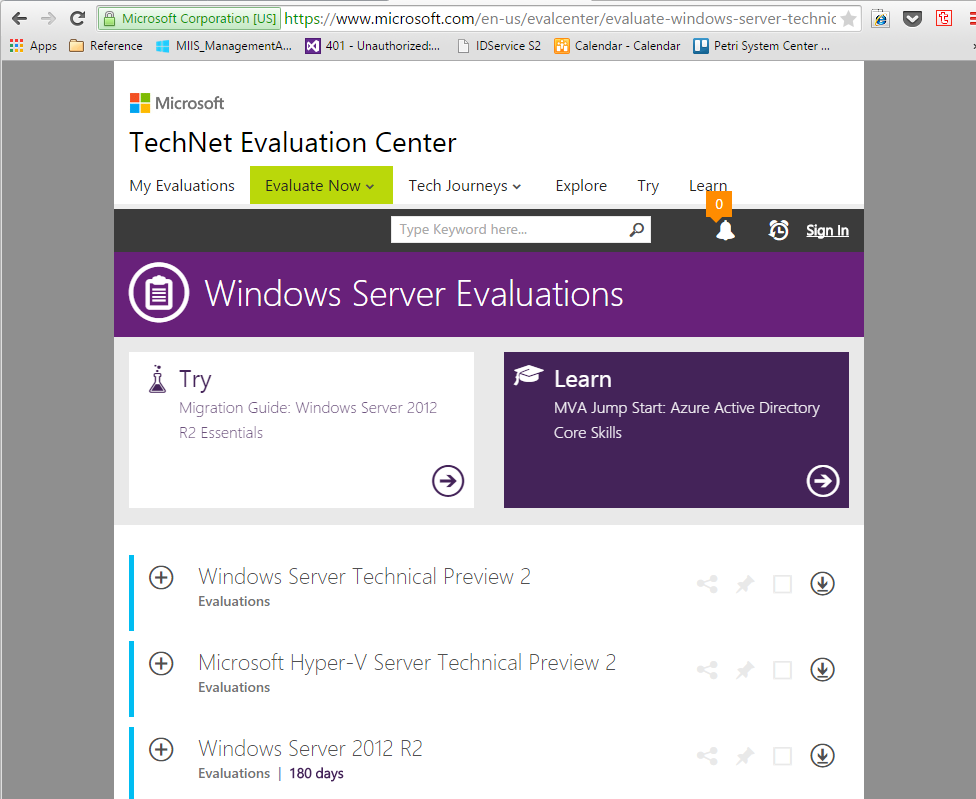 Microsoft Corporation [US] https://www.microsoft.com/en-us/evalcenter/evaluate-windows-server-technic
Apps Reference MIIS_ManagementA... 401 - Unauthorized:... IDService S2 Calendar - Calendar Petri System Center ...
Microsoft
TechNet Evaluation Center
My Evaluations Evaluate Now Tech Journeys Explore Try Learn
0
Type Keyword here... Sign In
Windows Server Evaluations
Try
Migration Guide: Windows Server 2012
R2 Essentials
Learn
MVA Jump Start: Azure Active Directory
Core Skills
Windows Server Technical Preview 2
Evaluations
Microsoft Hyper-V Server Technical Preview 2
Evaluations
Windows Server 2012 R2
Evaluations | 180 days